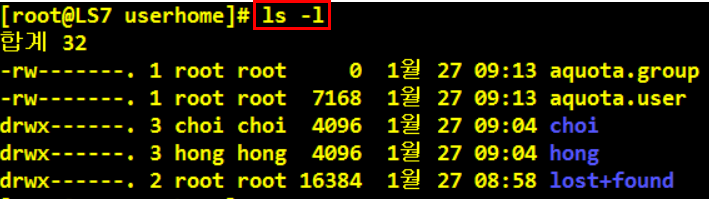 [root@LS7 userhome]# ls -l
합계 32
-rw-------. 1 root root     0  1월 27 09:13 aquota.group
-rw-------. 1 root root  7168  1월 27 09:13 aquota.user
drwx------. 3 choi choi  4096  1월 27 09:04 choi
drwx------. 3 hong hong  4096  1월 27 09:04 hong
drwx------. 2 root root 16384  1월 27 08:58 lost+found